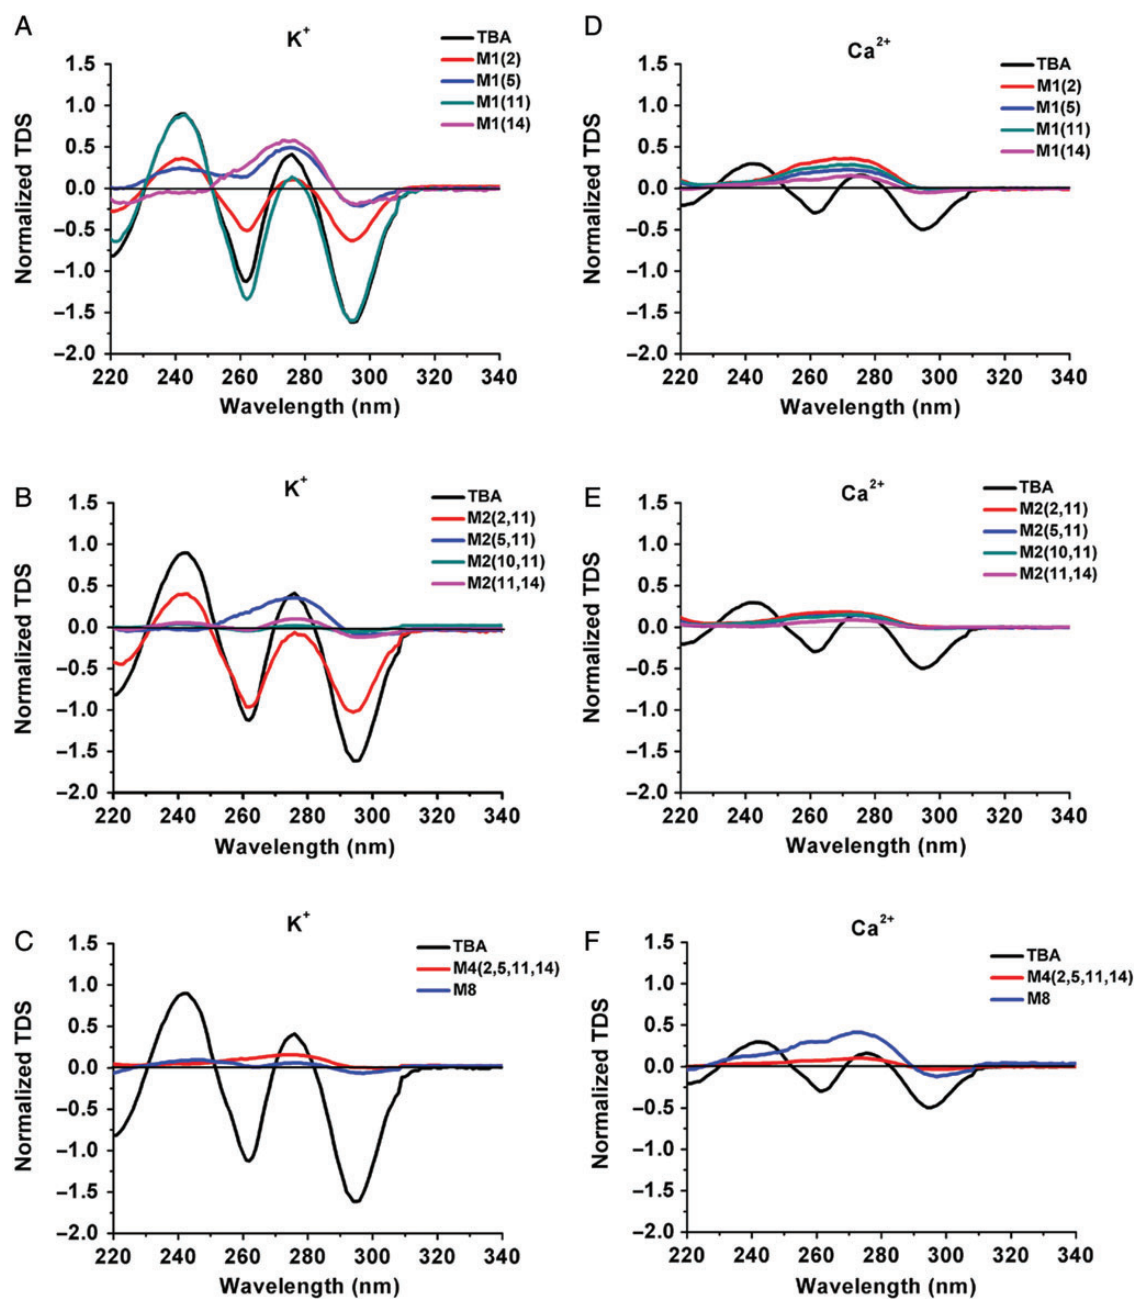 A
K+
TBA
M1(2)
M1(5)
M1(11)
M1(14)
Normalized TDS
1.5
1.0
0.5
0.0
−0.5
−1.0
−1.5
−2.0
220 240 260 280 300 320 340
Wavelength (nm)
D
Ca2+
TBA
M1(2)
M1(5)
M1(11)
M1(14)
Normalized TDS
1.5
1.0
0.5
0.0
−0.5
−1.0
−1.5
−2.0
220 240 260 280 300 320 340
Wavelength (nm)
B
K+
TBA
M2(2,11)
M2(5,11)
M2(10,11)
M2(11,14)
Normalized TDS
1.5
1.0
0.5
0.0
−0.5
−1.0
−1.5
−2.0
220 240 260 280 300 320 340
Wavelength (nm)
E
Ca2+
TBA
M2(2,11)
M2(5,11)
M2(10,11)
M2(11,14)
Normalized TDS
1.5
1.0
0.5
0.0
−0.5
−1.0
−1.5
−2.0
220 240 260 280 300 320 340
Wavelength (nm)
C
K+
TBA
M4(2,5,11,14)
M8
Normalized TDS
1.5
1.0
0.5
0.0
−0.5
−1.0
−1.5
−2.0
220 240 260 280 300 320 340
Wavelength (nm)
F
Ca2+
TBA
M4(2,5,11,14)
M8
Normalized TDS
1.5
1.0
0.5
0.0
−0.5
−1.0
−1.5
−2.0
220 240 260 280 300 320 340
Wavelength (nm)